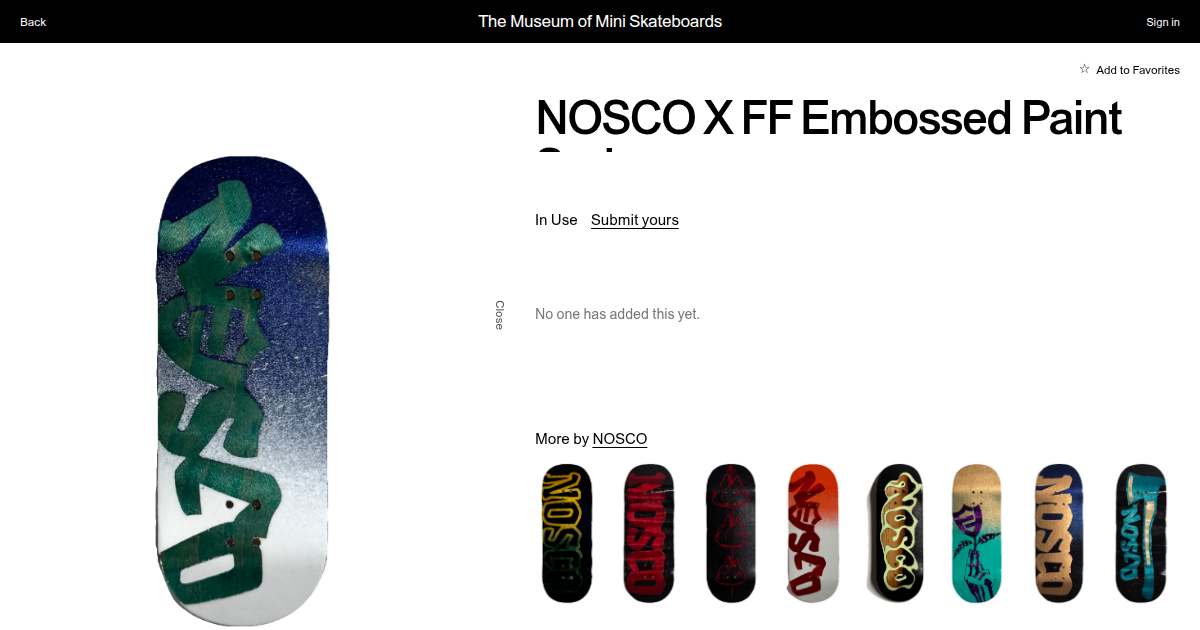 Back
The Museum of Mini Skateboards
Sign in
☆ Add to Favorites
NOSCO X FF Embossed Paint
In Use Submit yours
Close
No one has added this yet.
More by NOSCO
NOSCO
NOSCO
NOSCO
NOSCO
NOSCO
NOSCO
NOSCO